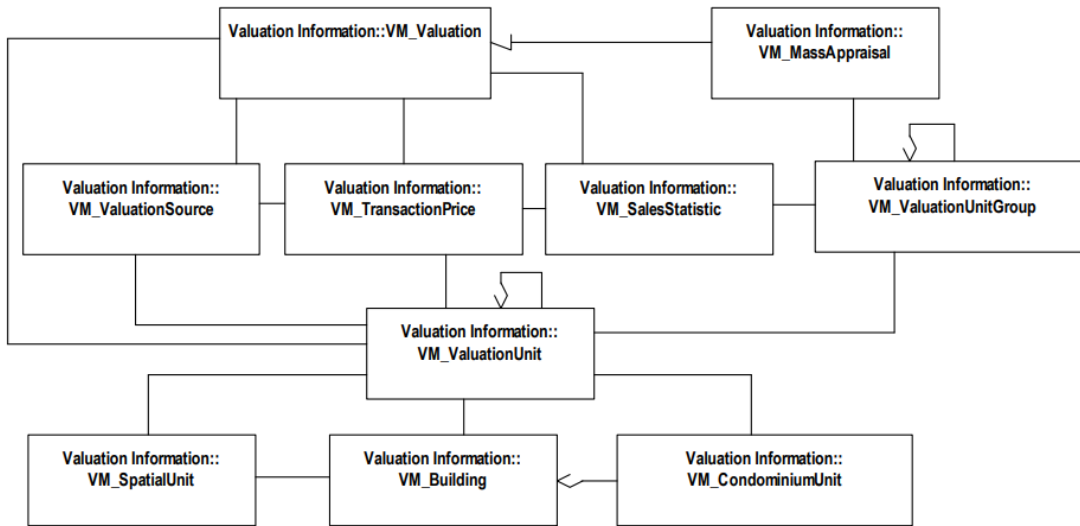 Valuation Information::VM_Valuation
Valuation Information::
VM_MassAppraisal
Valuation Information::
VM_ValuationSource
Valuation Information::
VM_TransactionPrice
Valuation Information::
VM_SalesStatistic
Valuation Information::
VM_ValuationUnitGroup
Valuation Information::
VM_ValuationUnit
Valuation Information::
VM_SpatialUnit
Valuation Information::
VM_Building
Valuation Information::
VM_CondominiumUnit